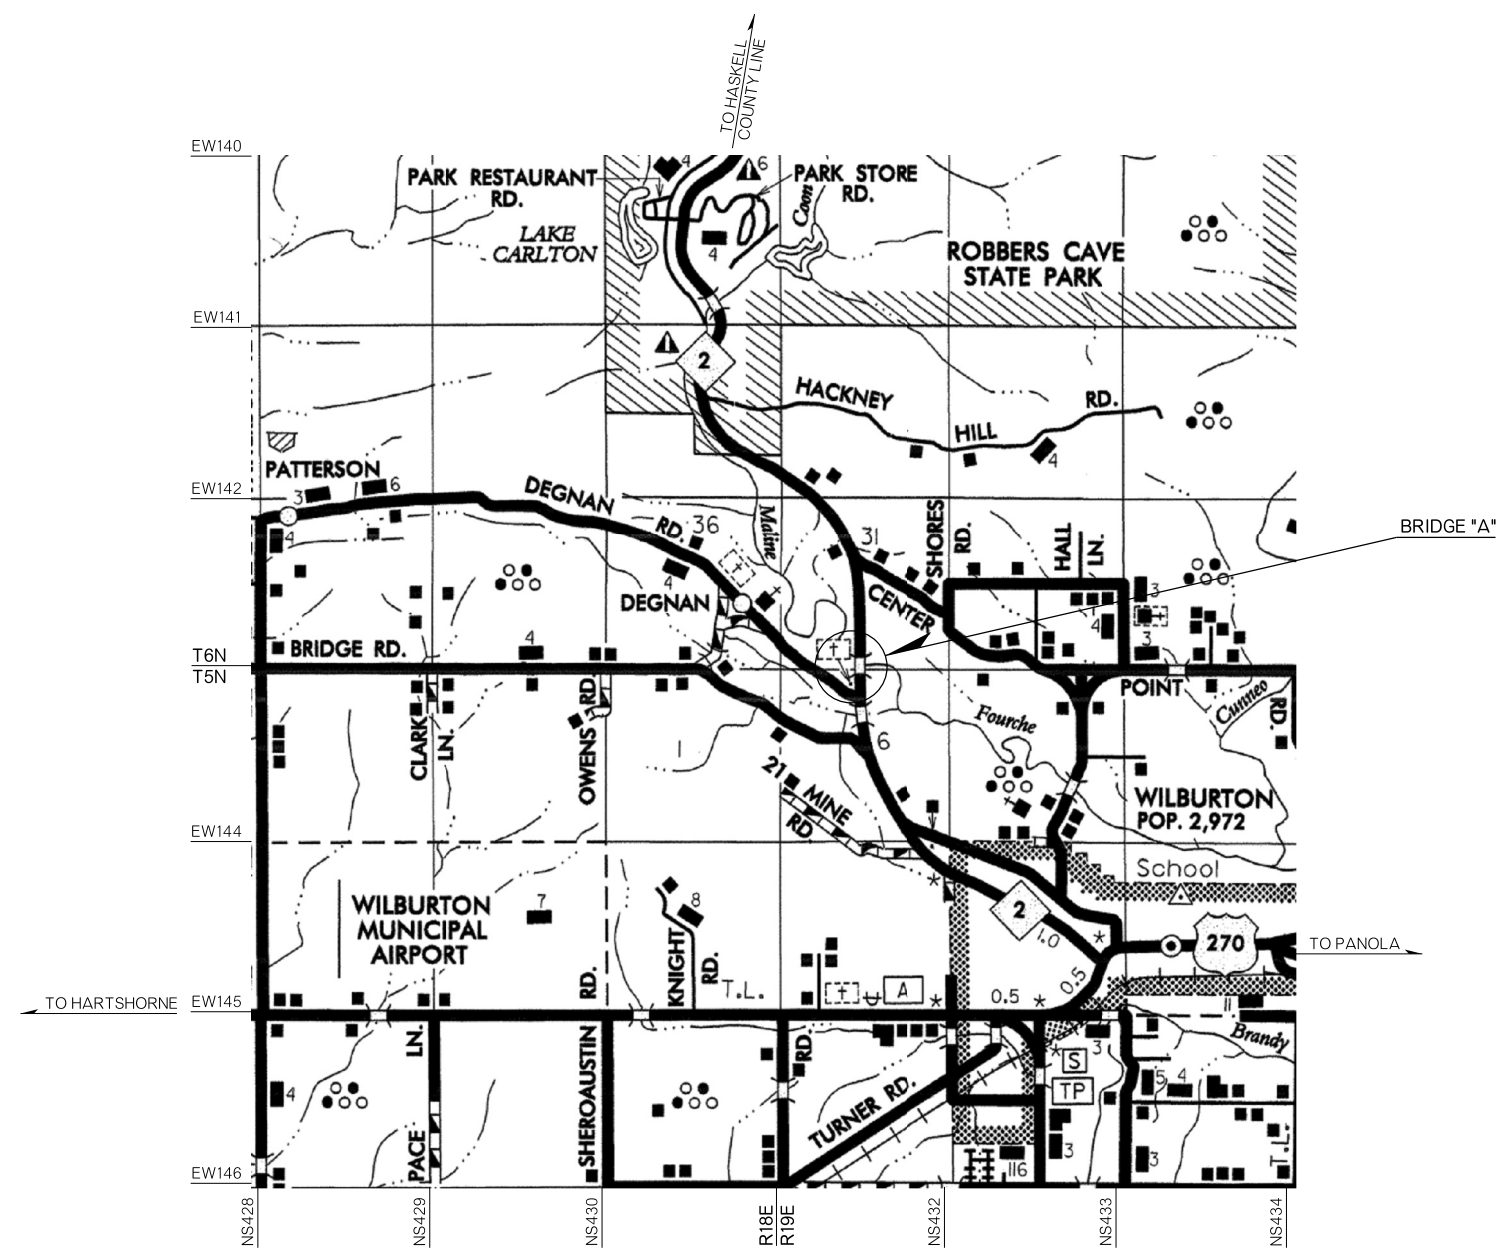 TO HASKELL
COUNTY LINE
EW140
PARK RESTAURANT
RD.
4
6
PARK STORE
RD.
Coon
LAKE
CARLTON
4
ROBBERS CAVE
STATE PARK
EW141
2
HACKNEY
HILL
RD.
4
PATTERSON
3
6
EW142
DEGNAN
RD.
36
Maline
31
SHORES
RD.
HALL
LN.
BRIDGE "A"
4
4
DEGNAN
CENTER
3
4
3
BRIDGE RD.
4
T6N
T5N
POINT
RD.
Cunneo
CLARK
LN.
OWENS
RD.
1
6
Fourche
21
MINE
RD.
WILBURTON
POP. 2,972
EW144
School
WILBURTON
MUNICIPAL
AIRPORT
7
8
KNIGHT
RD.
RD.
T.L.
A
2
1.0
0.5
0.5
270
TO PANOLA
TO HARTSHORNE
EW145
11
Brandy
LN.
PACE
SHEROAUSTIN
RD.
TURNER RD.
3
S
TP
5
4
4
3
3
116
T.L.
EW146
NS428
NS429
NS430
R18E
R19E
NS432
NS433
NS434